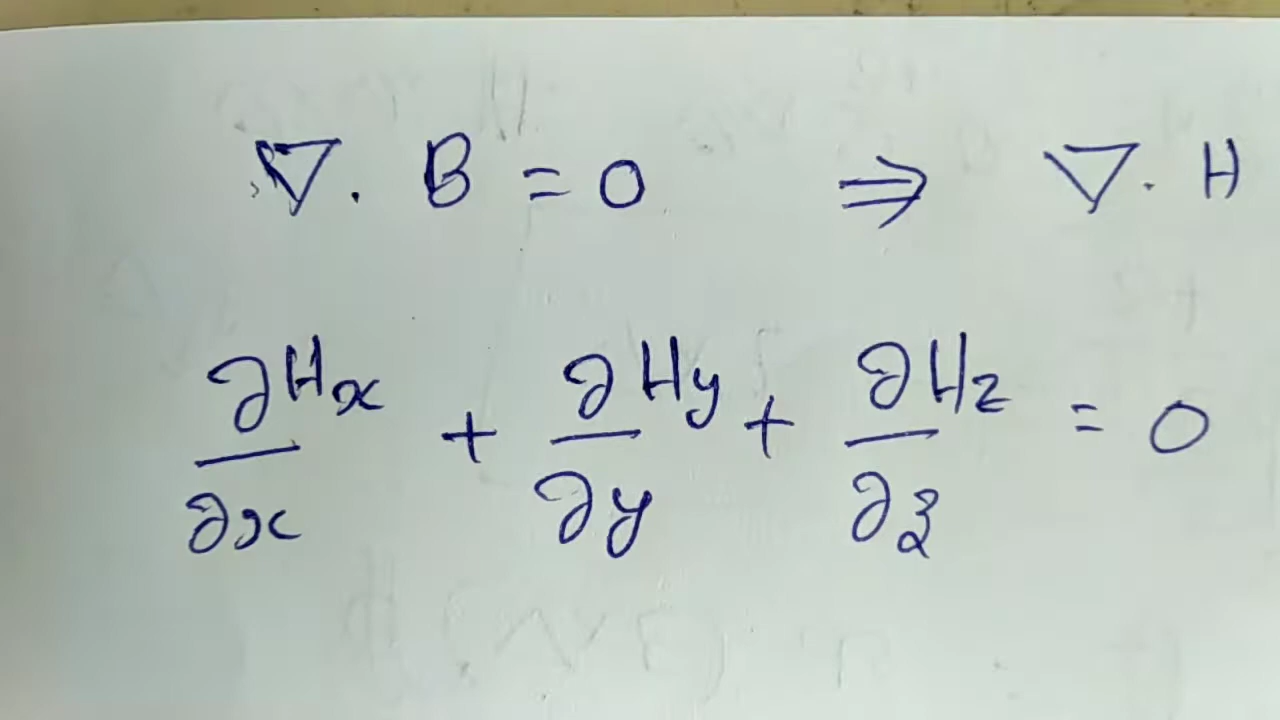 ∇. B = 0 ⇒ ∇. H
∂Hx/∂x + ∂Hy/∂y + ∂Hz/∂z = 0